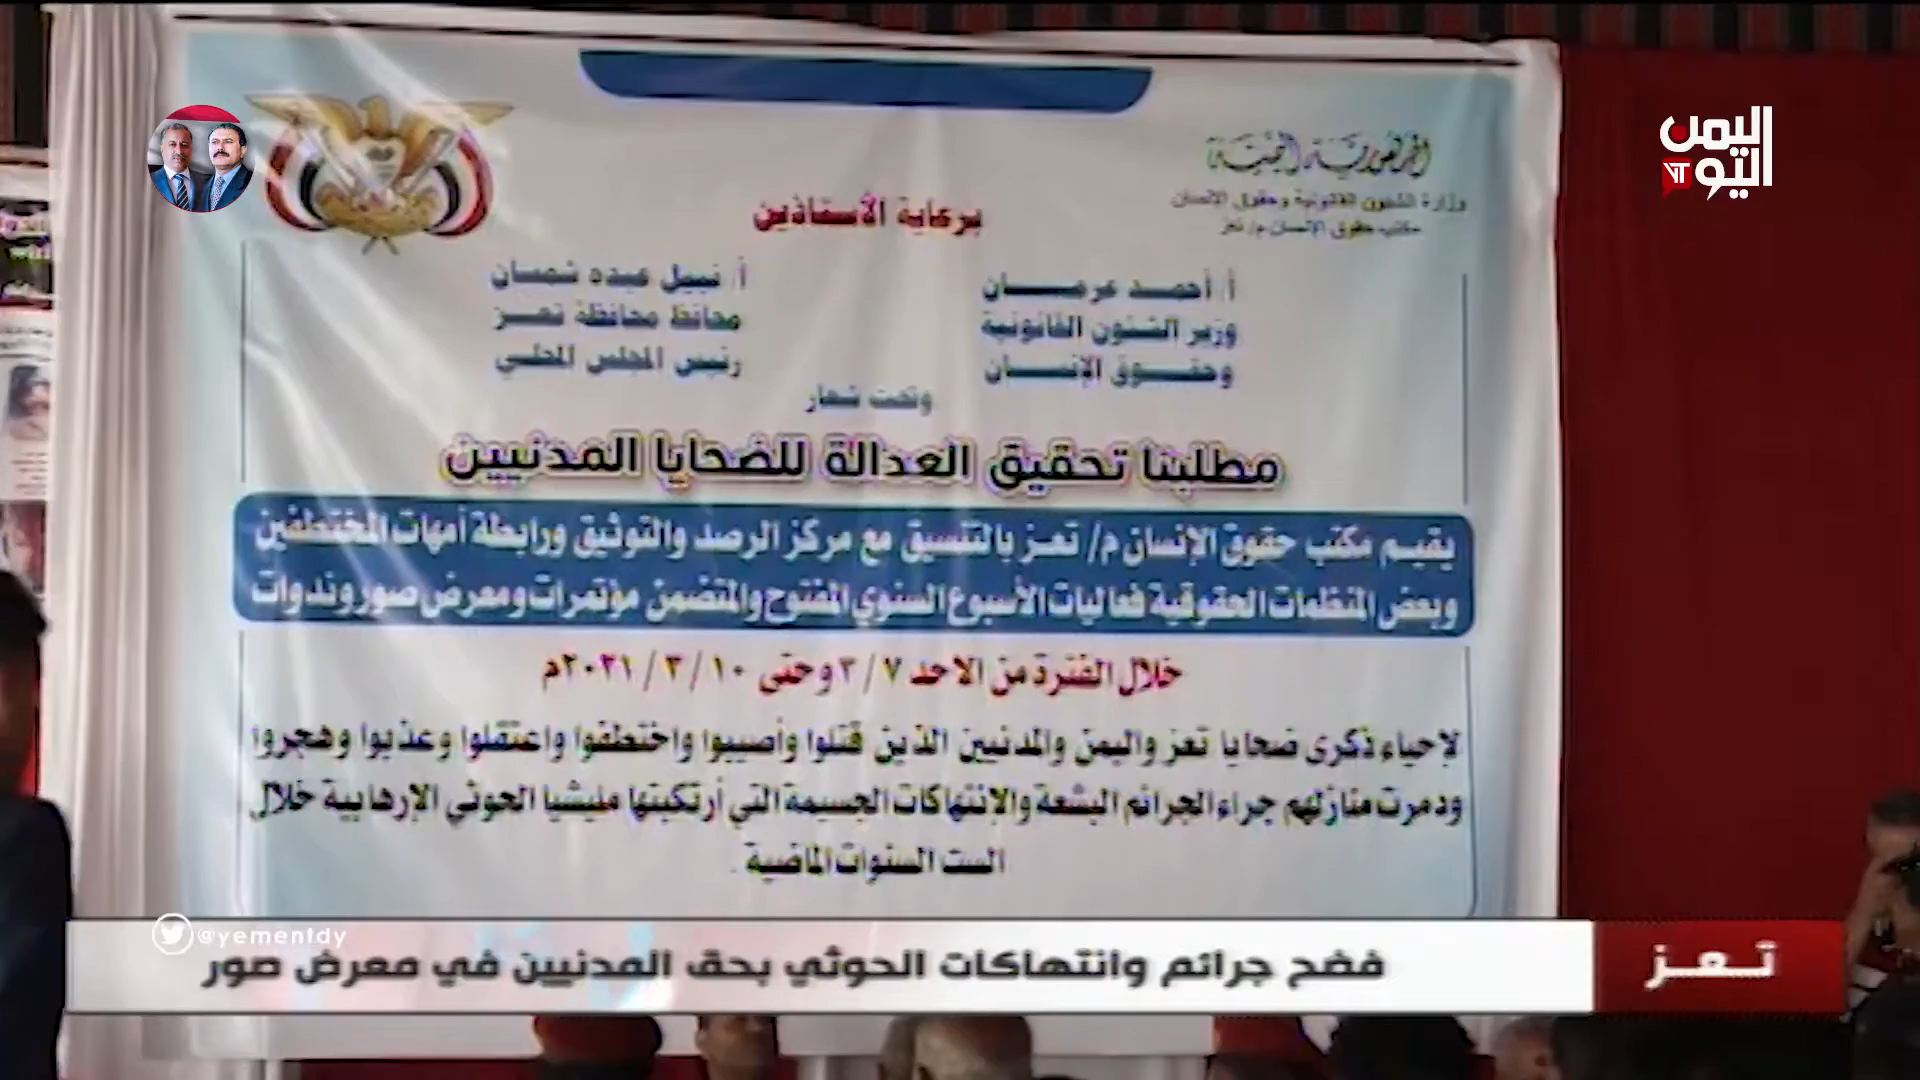 اليمن
اليوم
YT
الجمهورية اليمنية
وزارة الشئون القانونية وحقوق الإنسان
مكتب حقوق الإنسان م/ تعز
برعاية الأستاذين
أ/ أحمد عرمان
وزير الشئون القانونية
وحقوق الإنسان
أ/ نبيل عبده شمسان
محافظ محافظة تعز
رئيس المجلس المحلي
وتحت شعار
مطلبنا تحقيق العدالة للضحايا المدنيين
يقيم مكتب حقوق الإنسان م/ تعز بالتنسيق مع مركز الرصد والتوثيق ورابطة أمهات المختطفين
وبعض المنظمات الحقوقية فعاليات الأسبوع السنوي المفتوح والمتضمن مؤتمرات ومعرض صور وندوات
خلال الفترة من الاحد ٧ / ٣ وحتى ١٠ / ٣ / ٢٠٢١م
لإحياء ذكرى ضحايا تعز واليمن والمدنيين الذين قتلوا وأصيبوا واختطفوا واعتقلوا وعذبوا وهجروا
ودمرت منازلهم جراء الجرائم البشعة والانتهاكات الجسيمة التي أرتكبتها مليشيا الحوثي الإرهابية خلال
الست السنوات الماضية .
@yementdy
تعز
فضح جرائم وانتهاكات الحوثي بحق المدنيين في معرض صور